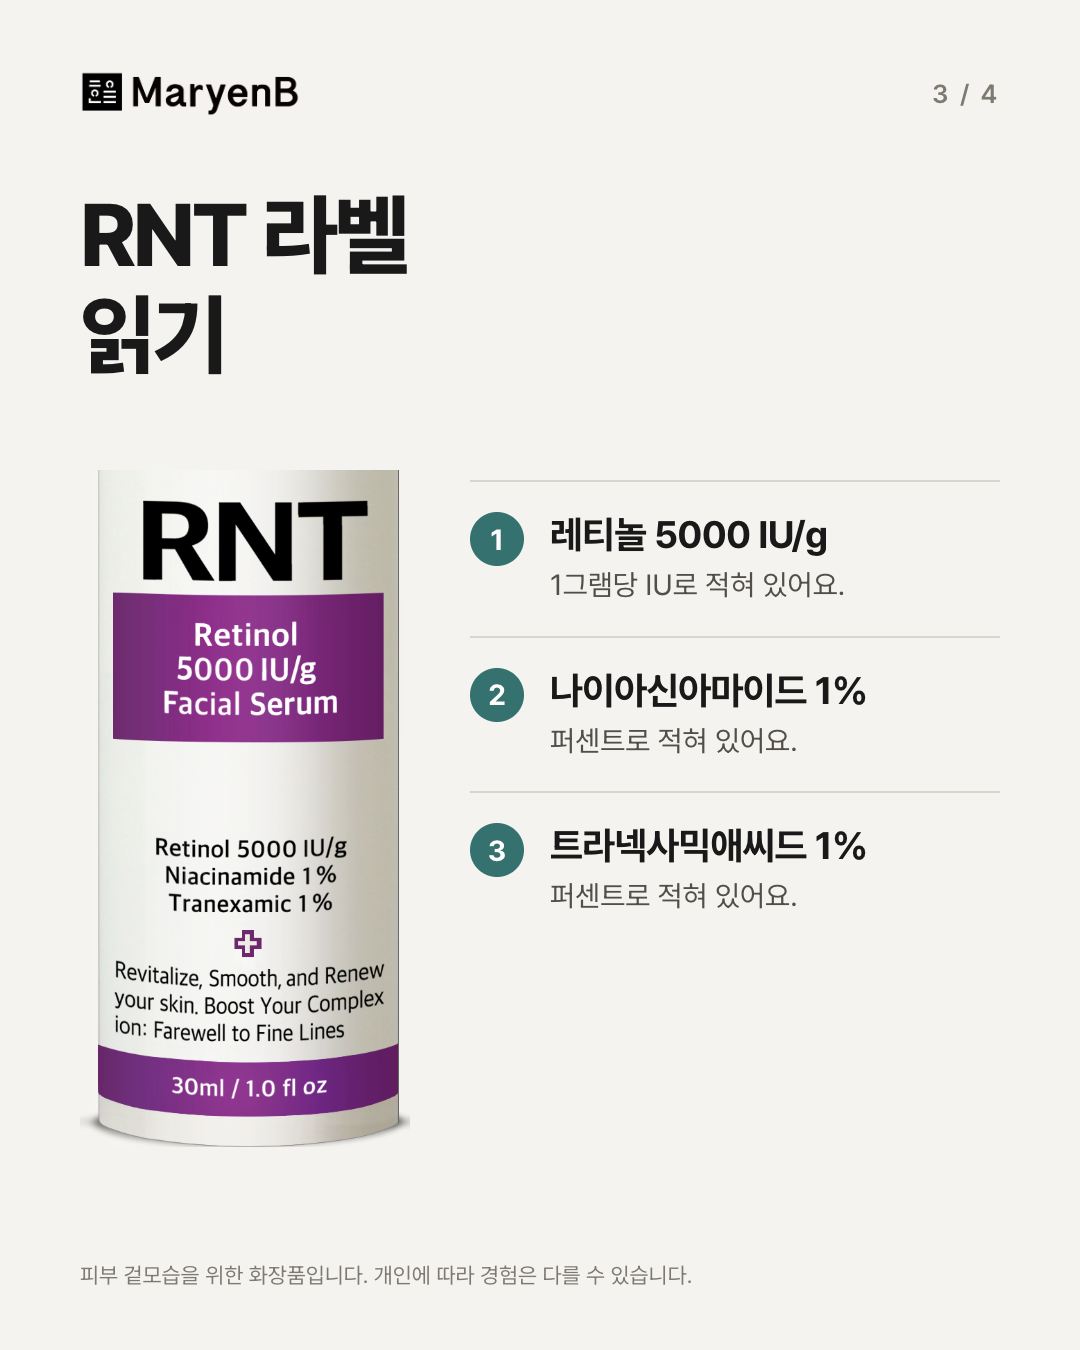 MaryenB
3 / 4
RNT 라벨
읽기
RNT
Retinol
5000 IU/g
Facial Serum
Retinol 5000 IU/g
Niacinamide 1%
Tranexamic 1%
Revitalize, Smooth, and Renew
your skin. Boost Your Complex
ion: Farewell to Fine Lines
30ml / 1.0 fl oz
1
레티놀 5000 IU/g
1그램당 IU로 적혀 있어요.
2
나이아신아마이드 1%
퍼센트로 적혀 있어요.
3
트라넥사믹애씨드 1%
퍼센트로 적혀 있어요.
피부 겉모습을 위한 화장품입니다. 개인에 따라 경험은 다를 수 있습니다.